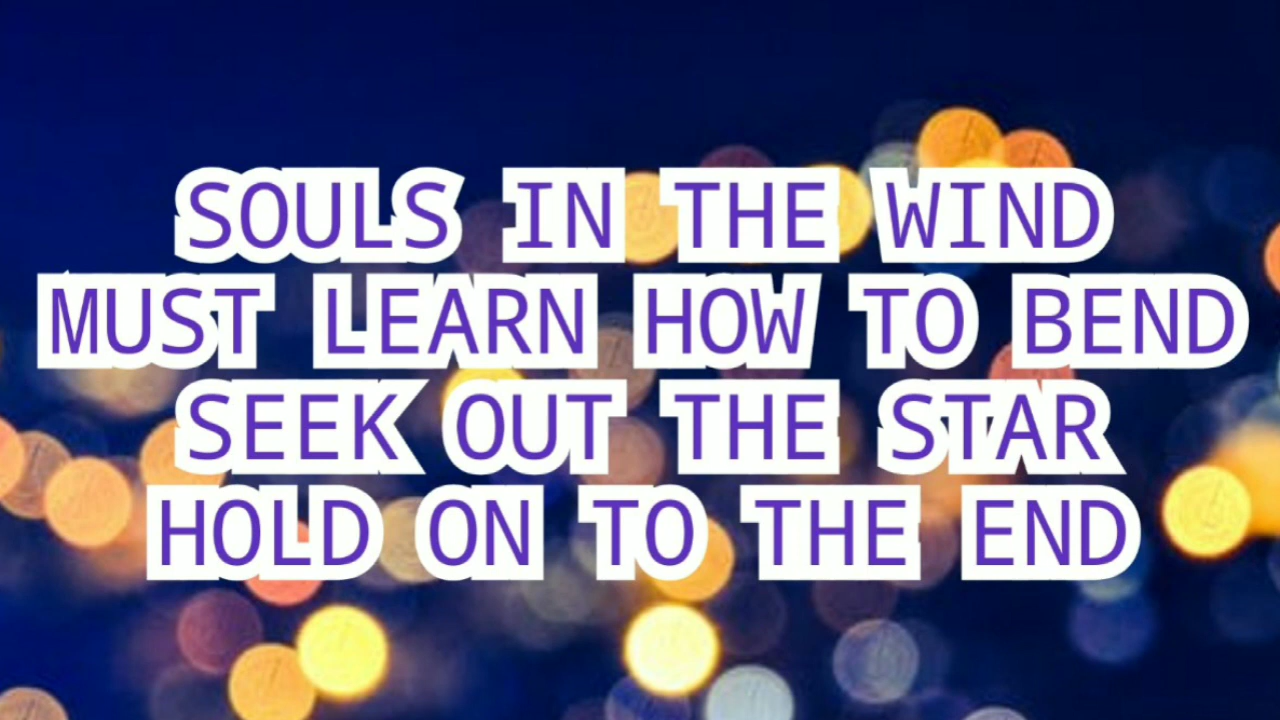 SOULS IN THE WIND
MUST LEARN HOW TO BEND
SEEK OUT THE STAR
HOLD ON TO THE END